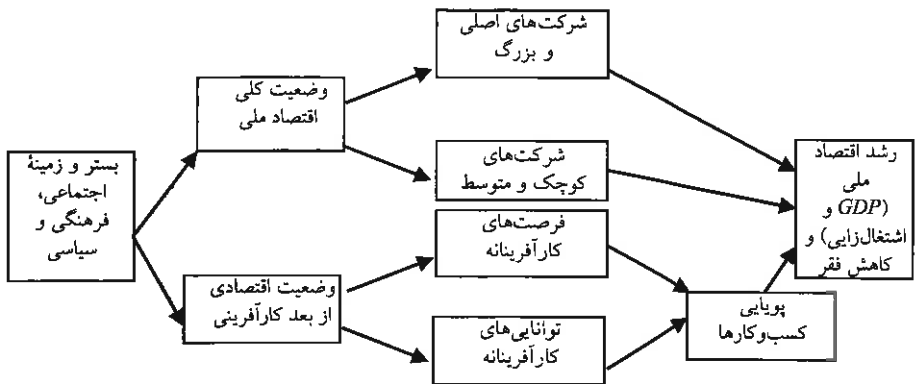 شرکت‌های اصلی
و بزرگ
وضعیت کلی
اقتصاد ملی
شرکت‌های
کوچک و متوسط
بستر و زمینهٔ
اجتماعی،
فرهنگی و
سیاسی
رشد اقتصاد
ملی
(GDP و
اشتغال‌زایی) و
کاهش فقر
فرصت‌های
کارآفرینانه
وضعیت اقتصادی
از بعد کارآفرینی
توانایی‌های
کارآفرینانه
پویایی
کسب‌وکارها